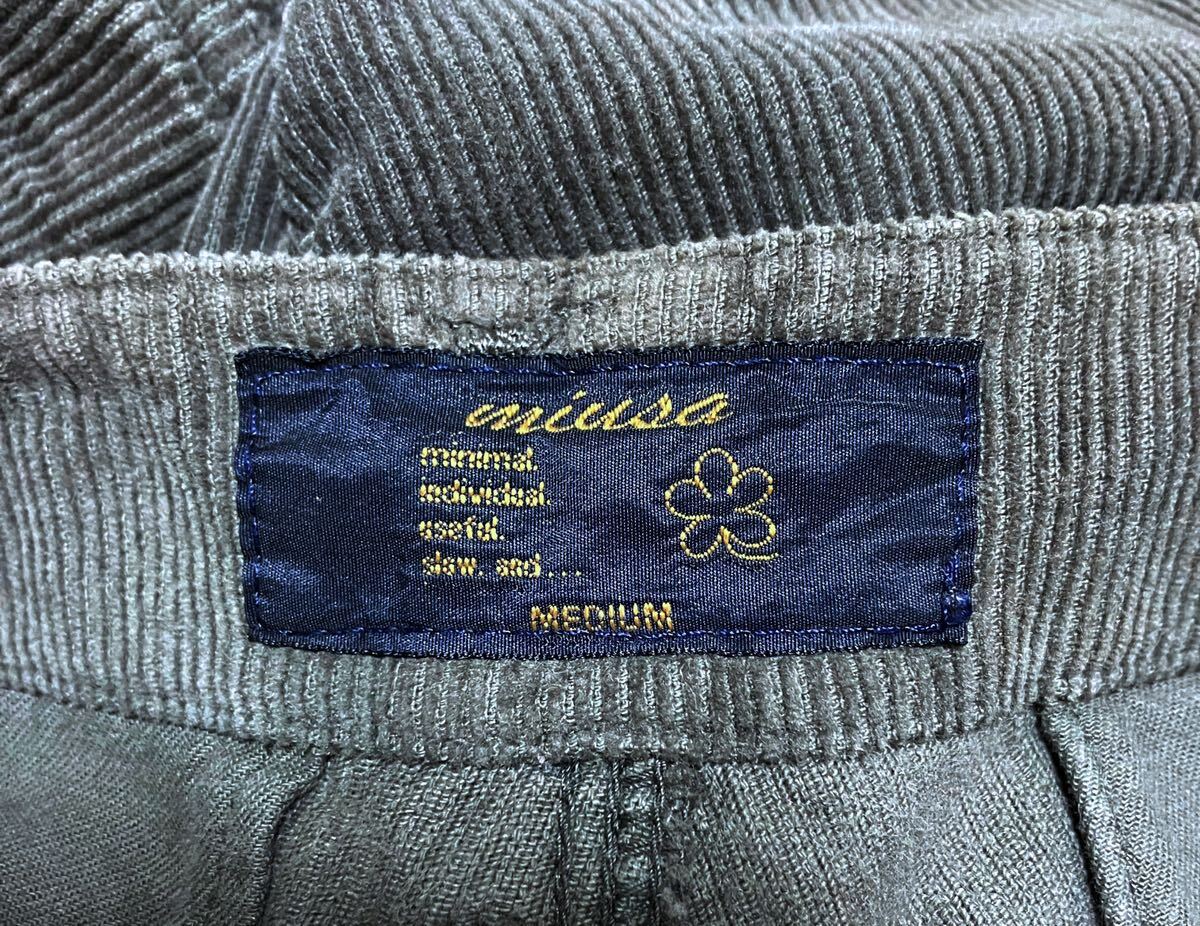 miusa
minimal.
individual.
useful.
slow. and....
MEDIUM